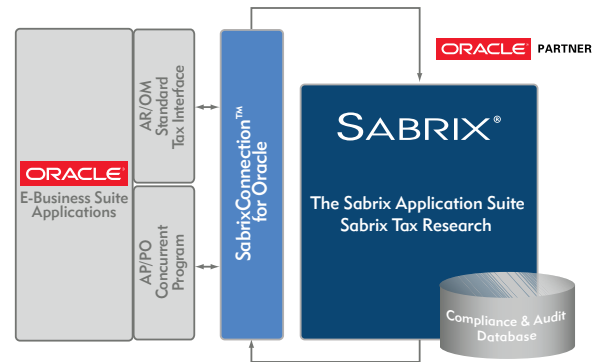 ORACLE
E-Business Suite
Applications
AR/OM
Standard
Tax Interface
AP/PO
Concurrent
Program
SabrixConnection™
for Oracle
ORACLE PARTNER
SABRIX®
The Sabrix Application Suite
Sabrix Tax Research
Compliance & Audit
Database